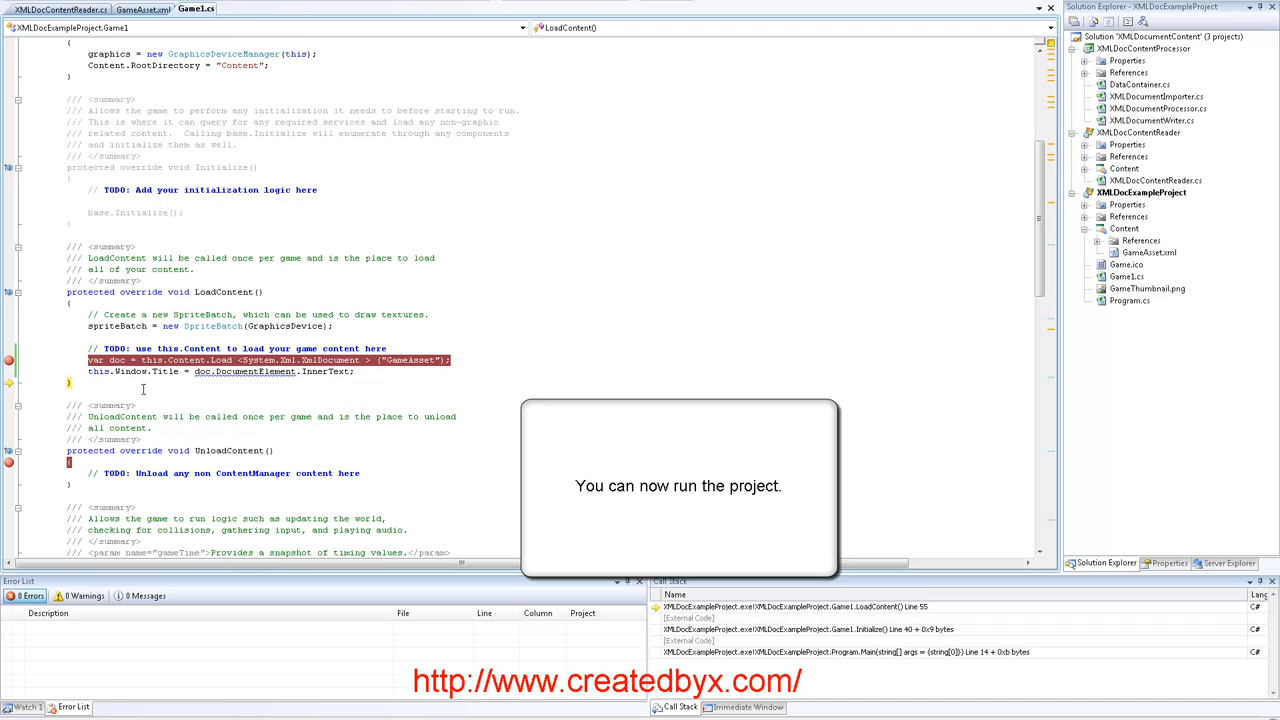 XMLDocContentReader.cs GameAsset.xml Game1.cs
XMLDocExampleProject.Game1 LoadContent()
{
graphics = new GraphicsDeviceManager(this);
Content.RootDirectory = "Content";
}
/// <summary>
/// Allows the game to perform any initialization it needs to before starting to run.
/// This is where it can query for any required services and load any non-graphic
/// related content.  Calling base.Initialize will enumerate through any components
/// and initialize them as well.
/// </summary>
protected override void Initialize()
{
// TODO: Add your initialization logic here
base.Initialize();
}
/// <summary>
/// LoadContent will be called once per game and is the place to load
/// all of your content.
/// </summary>
protected override void LoadContent()
{
// Create a new SpriteBatch, which can be used to draw textures.
spriteBatch = new SpriteBatch(GraphicsDevice);
// TODO: use this.Content to load your game content here
var doc = this.Content.Load <System.Xml.XmlDocument > ("GameAsset");
this.Window.Title = doc.DocumentElement.InnerText;
}
/// <summary>
/// UnloadContent will be called once per game and is the place to unload
/// all content.
/// </summary>
protected override void UnloadContent()
{
// TODO: Unload any non ContentManager content here
}
/// <summary>
/// Allows the game to run logic such as updating the world,
/// checking for collisions, gathering input, and playing audio.
/// </summary>
/// <param name="gameTime">Provides a snapshot of timing values.</param>
You can now run the project.
Solution Explorer - XMLDocExampleProject
Solution 'XMLDocumentContent' (3 projects)
XMLDocContentProcessor
Properties
References
DataContainer.cs
XMLDocumentImporter.cs
XMLDocumentProcessor.cs
XMLDocumentWriter.cs
XMLDocContentReader
Properties
References
Content
XMLDocContentReader.cs
XMLDocExampleProject
Properties
References
Content
References
GameAsset.xml
Game.ico
Game1.cs
GameThumbnail.png
Program.cs
Solution Explorer Properties Server Explorer
Error List
0 Errors 0 Warnings 0 Messages
Description File Line Column Project
Watch 1 Error List
Call Stack
Name Lang
XMLDocExampleProject.exe!XMLDocExampleProject.Game1.LoadContent() Line 55 C#
[External Code]
XMLDocExampleProject.exe!XMLDocExampleProject.Game1.Initialize() Line 40 + 0x9 bytes C#
[External Code]
XMLDocExampleProject.exe!XMLDocExampleProject.Program.Main(string[] args = {string[0]}) Line 14 + 0xb bytes C#
Call Stack Immediate Window
http://www.createdbyx.com/